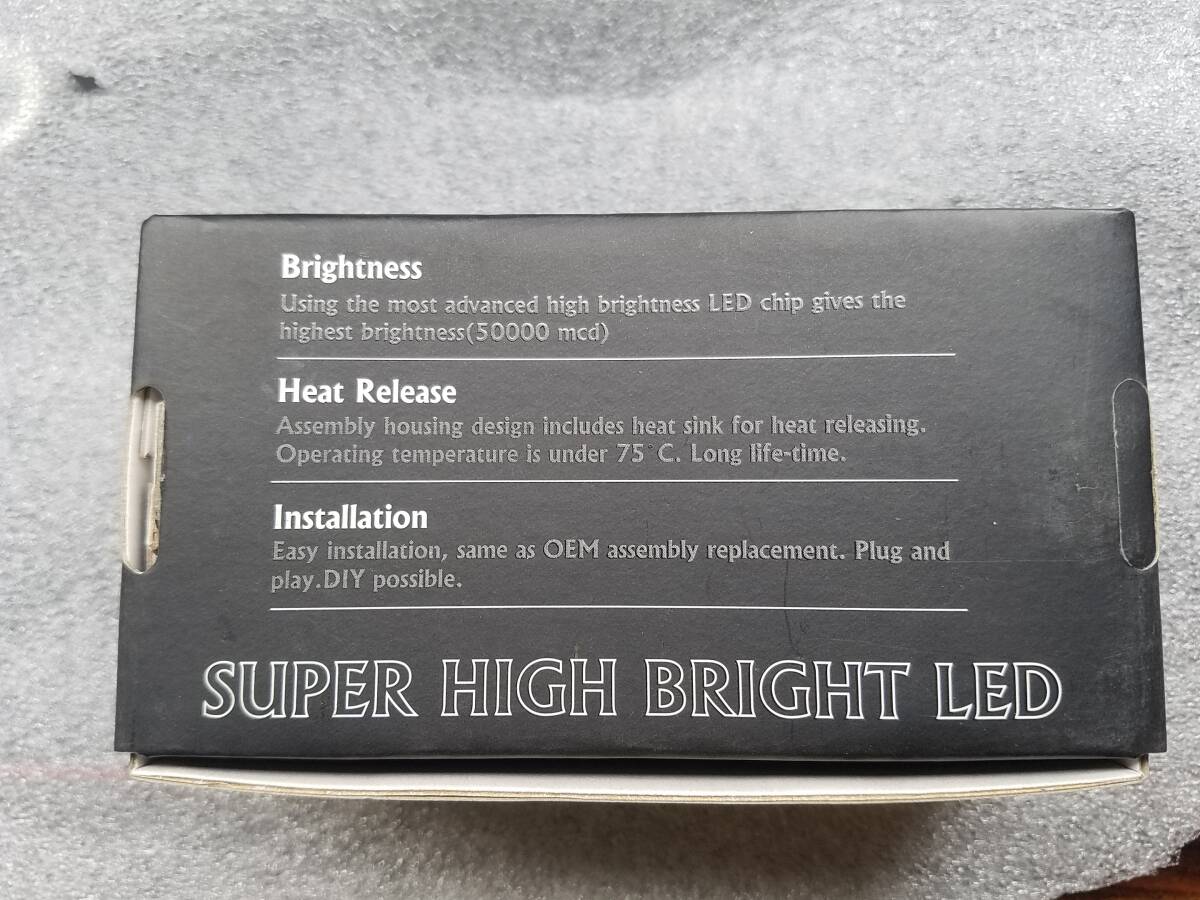 Brightness
Using the most advanced high brightness LED chip gives the
highest brightness(50000 mcd)
Heat Release
Assembly housing design includes heat sink for heat releasing.
Operating temperature is under 75°C. Long life-time.
Installation
Easy installation, same as OEM assembly replacement. Plug and
play.DIY possible.
SUPER HIGH BRIGHT LED